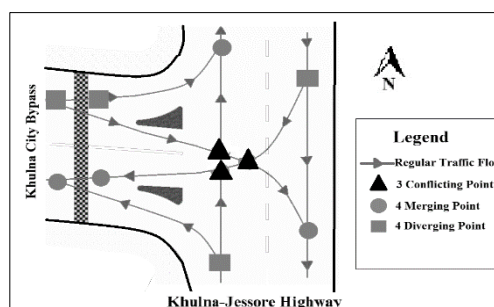 Khulna City Bypass
N
Legend
Regular Traffic Flo
3 Conflicting Point
4 Merging Point
4 Diverging Point
Khulna-Jessore Highway